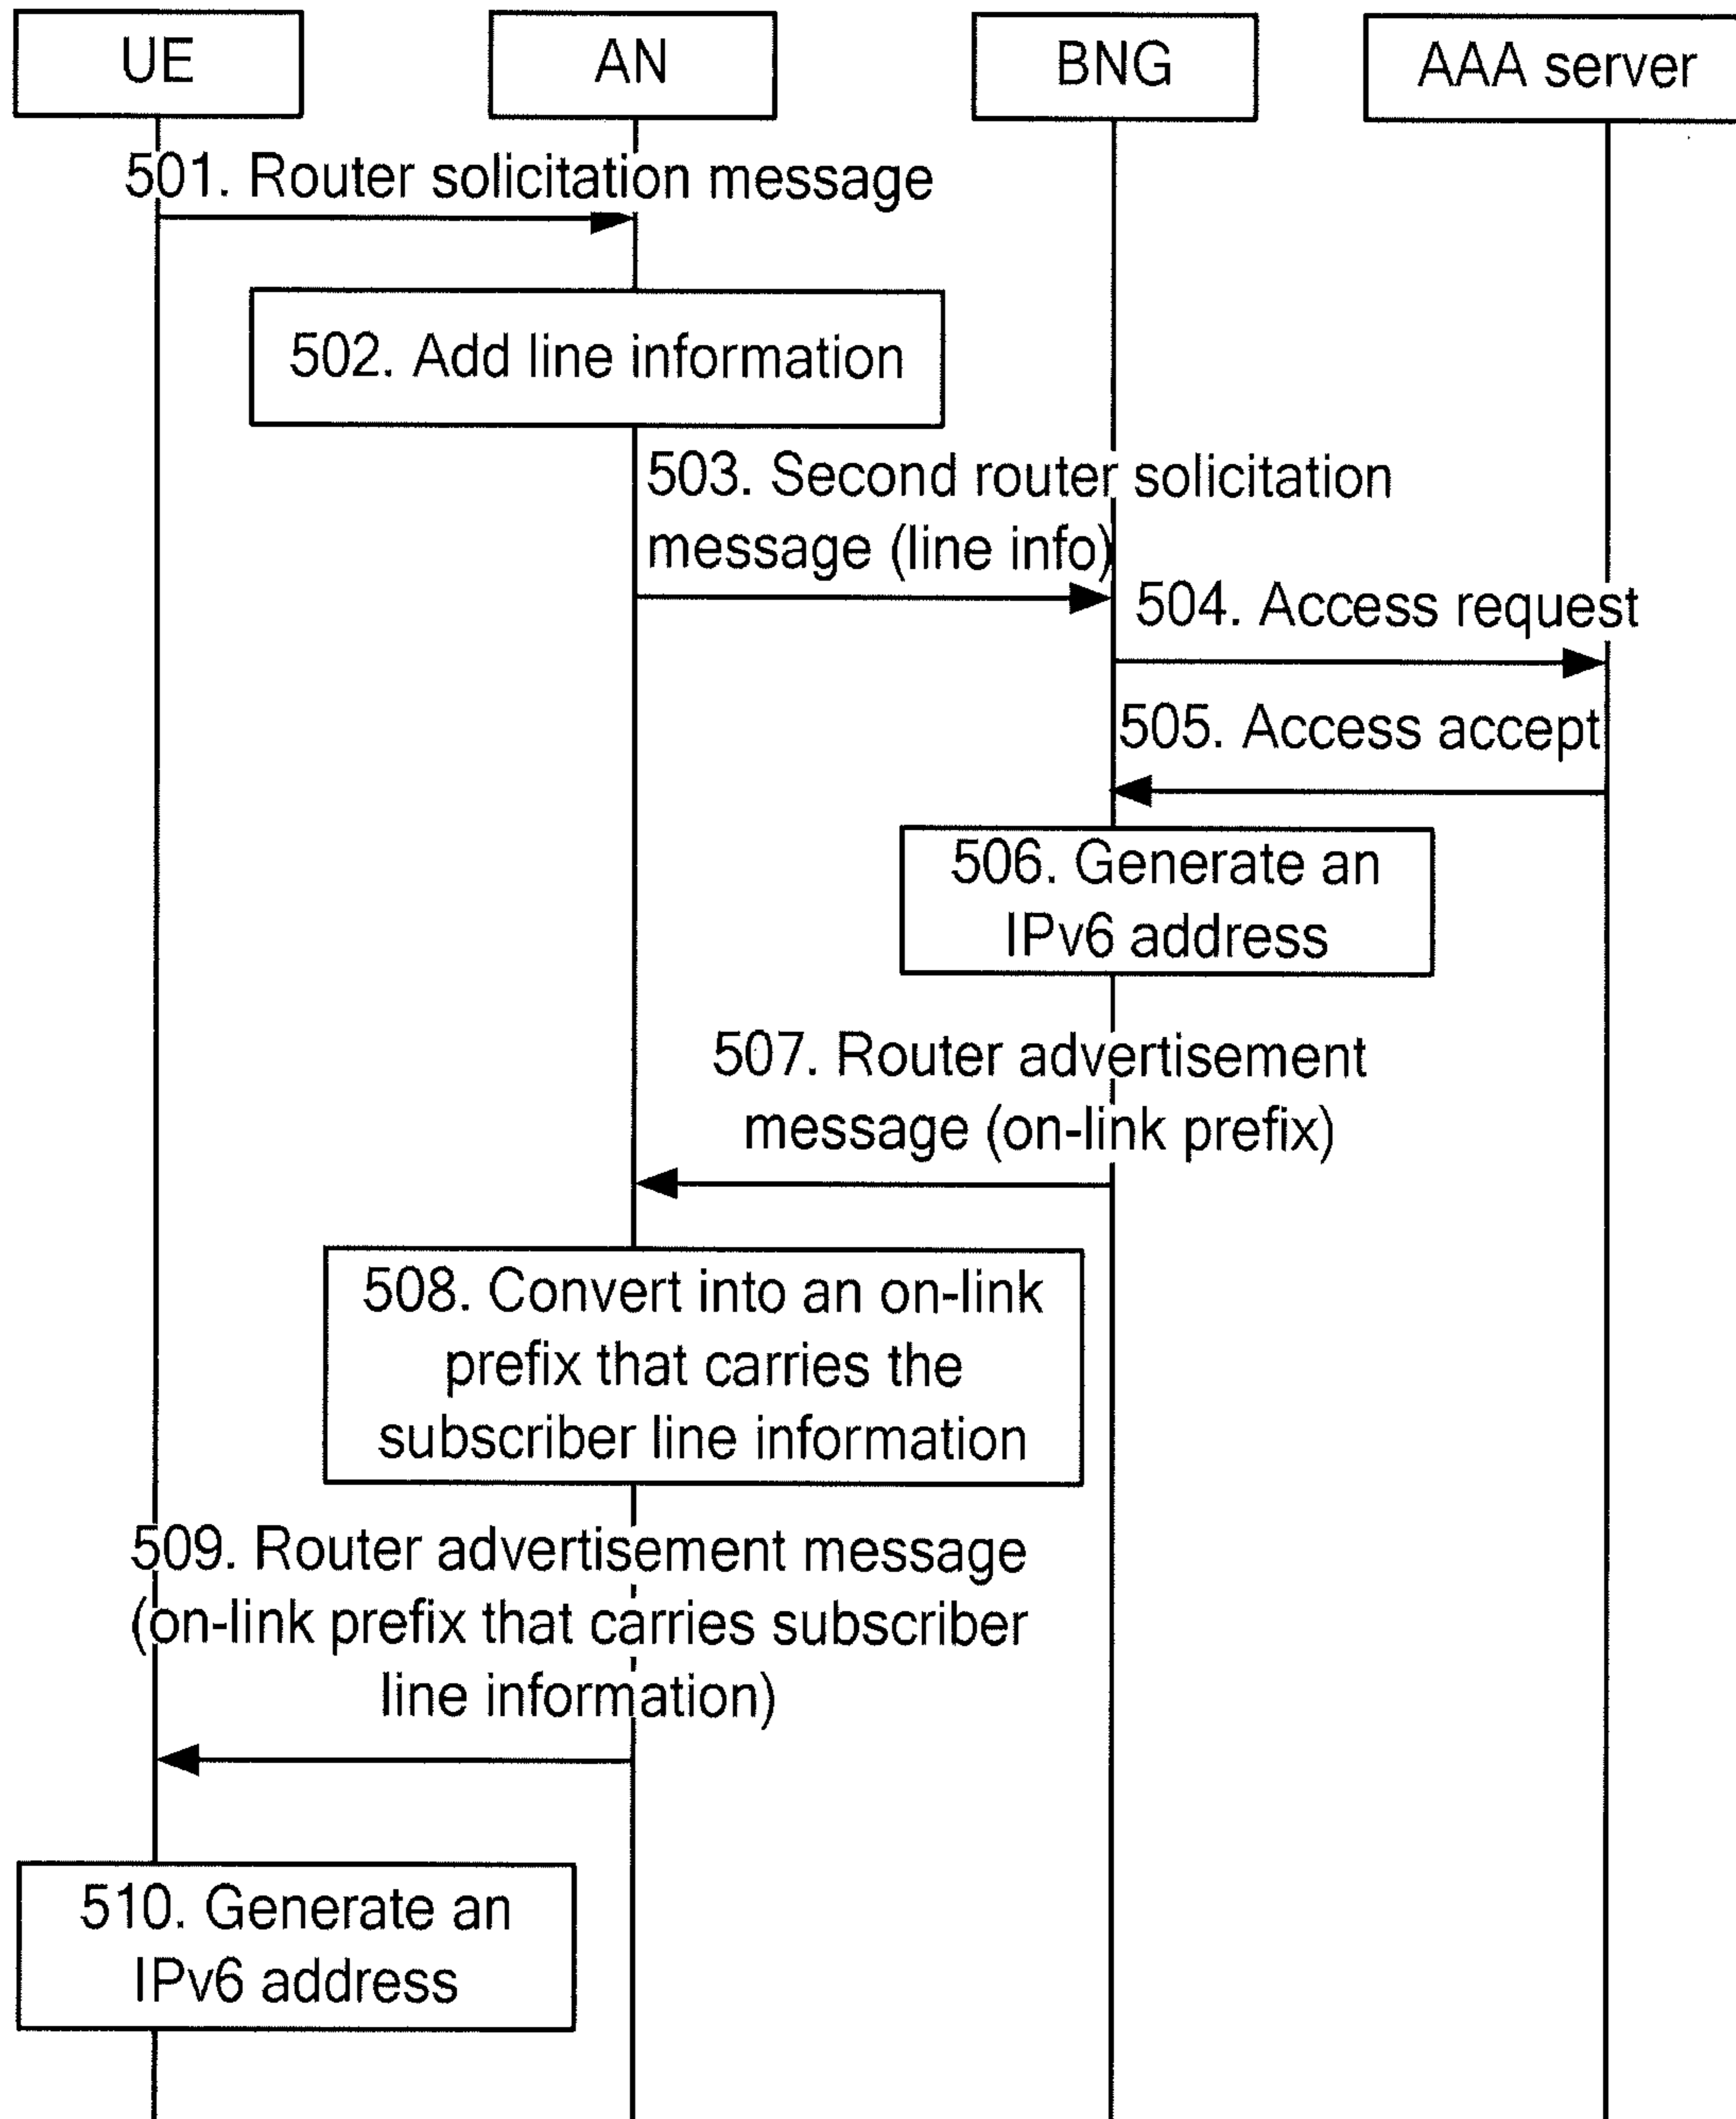 UE
AN
BNG
AAA server
501. Router solicitation message
502. Add line information
503. Second router solicitation
message (line info)
504. Access request
505. Access accept
506. Generate an
IPv6 address
507. Router advertisement
message (on-link prefix)
508. Convert into an on-link
prefix that carries the
subscriber line information
509. Router advertisement message
(on-link prefix that carries subscriber
line information)
510. Generate an
IPv6 address